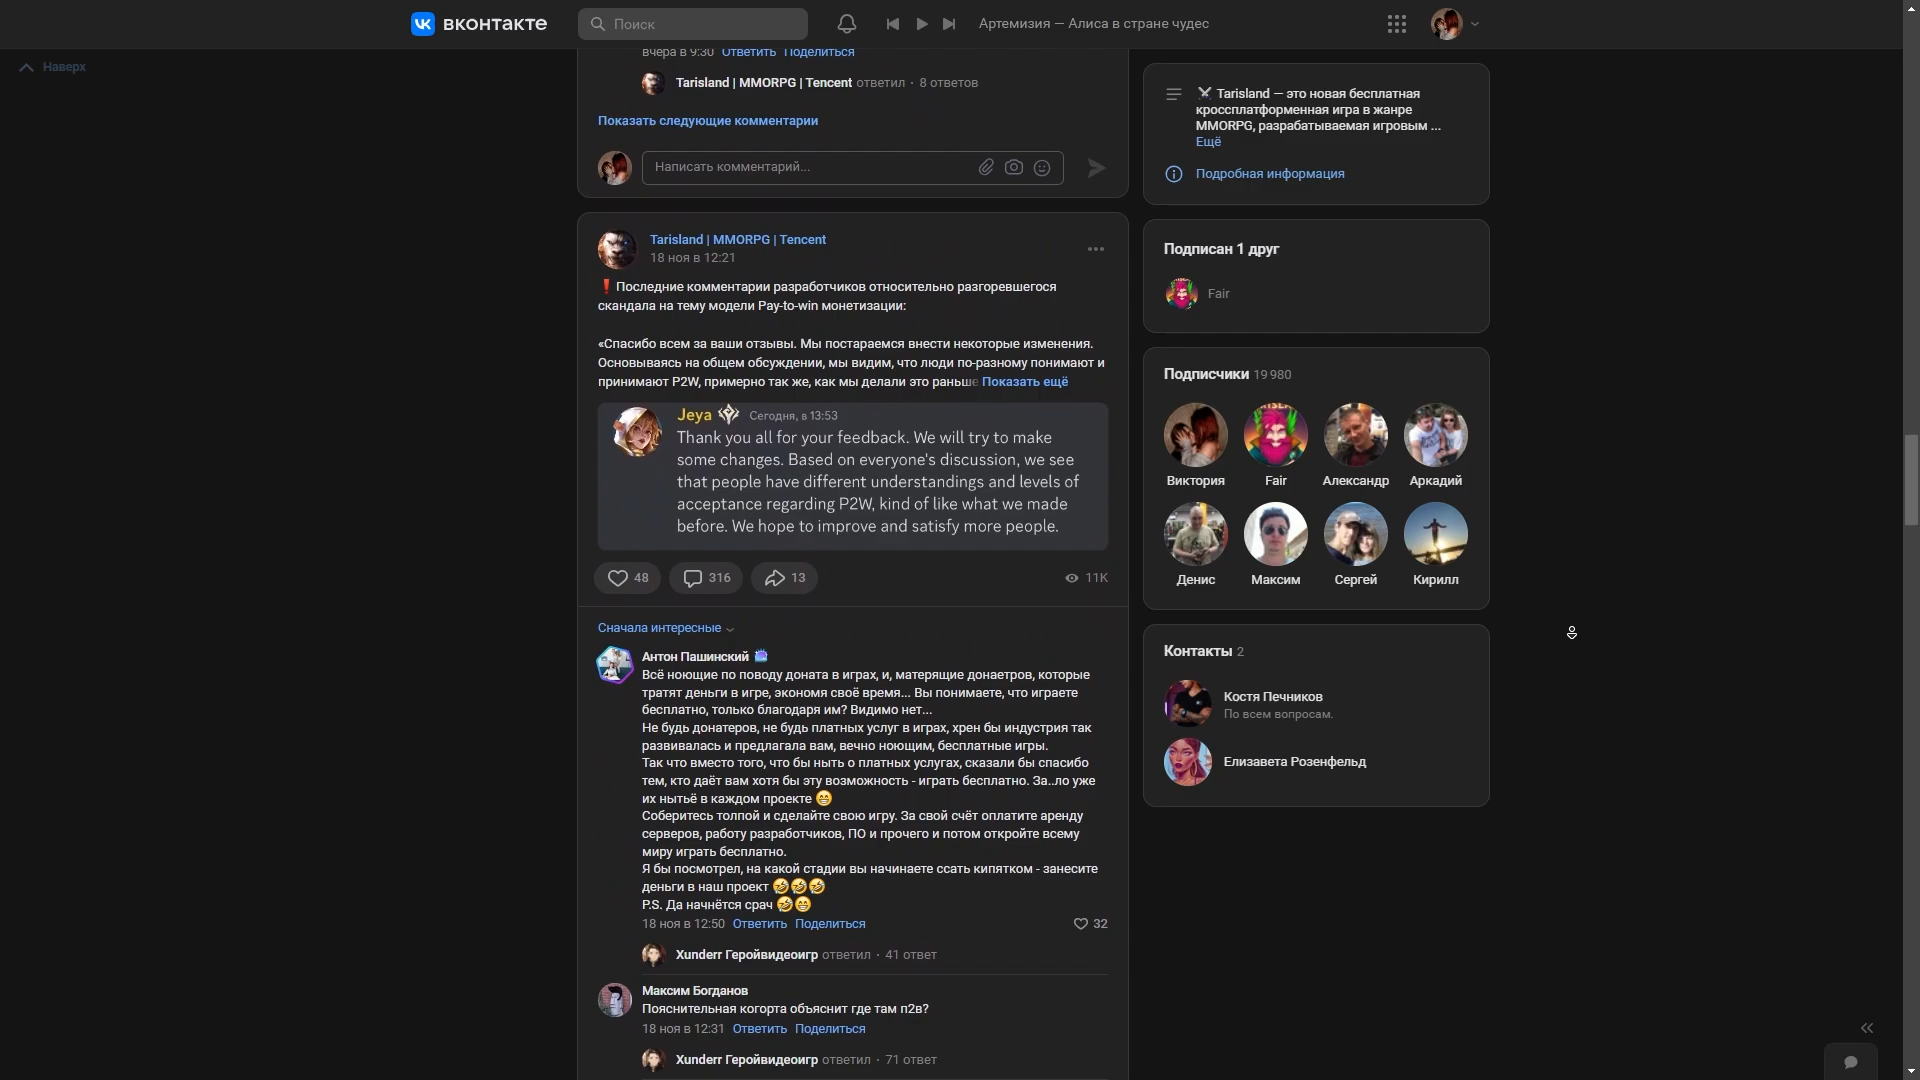 вконтакте
Поиск
Артемизия — Алиса в стране чудес
Наверх
вчера в 9:30 Ответить Поделиться
Tarisland | MMORPG | Tencent ответил · 8 ответов
Показать следующие комментарии
Написать комментарий...
Tarisland | MMORPG | Tencent
18 ноя в 12:21
❗ Последние комментарии разработчиков относительно разгоревшегося
скандала на тему модели Pay-to-win монетизации:
«Спасибо всем за ваши отзывы. Мы постараемся внести некоторые изменения.
Основываясь на общем обсуждении, мы видим, что люди по-разному понимают и
принимают P2W, примерно так же, как мы делали это раньше Показать ещё
Jeya Сегодня, в 13:53
Thank you all for your feedback. We will try to make
some changes. Based on everyone's discussion, we see
that people have different understandings and levels of
acceptance regarding P2W, kind of like what we made
before. We hope to improve and satisfy more people.
48 316 13 11K
Сначала интересные
Антон Пашинский
Всё ноющие по поводу доната в играх, и, матерящие донаетров, которые
тратят деньги в игре, экономя своё время... Вы понимаете, что играете
бесплатно, только благодаря им? Видимо нет...
Не будь донатеров, не будь платных услуг в играх, хрен бы индустрия так
развивалась и предлагала вам, вечно ноющим, бесплатные игры.
Так что вместо того, что бы ныть о платных услугах, сказали бы спасибо
тем, кто даёт вам хотя бы эту возможность - играть бесплатно. За..ло уже
их нытьё в каждом проекте 😁
Соберитесь толпой и сделайте свою игру. За свой счёт оплатите аренду
серверов, работу разработчиков, ПО и прочего и потом откройте всему
миру играть бесплатно.
Я бы посмотрел, на какой стадии вы начинаете ссать кипятком - занесите
деньги в наш проект 🤣🤣🤣
P.S. Да начнётся срач 🤣😁
18 ноя в 12:50 Ответить Поделиться 32
Xunderr Геройвидеоигр ответил · 41 ответ
Максим Богданов
Пояснительная когорта объяснит где там п2в?
18 ноя в 12:31 Ответить Поделиться
Xunderr Геройвидеоигр ответил · 71 ответ
⚔ Tarisland — это новая бесплатная
кроссплатформенная игра в жанре
MMORPG, разрабатываемая игровым ...
Ещё
Подробная информация
Подписан 1 друг
Fair
Подписчики 19 980
Виктория Fair Александр Аркадий
Денис Максим Сергей Кирилл
Контакты 2
Костя Печников
По всем вопросам.
Елизавета Розенфельд